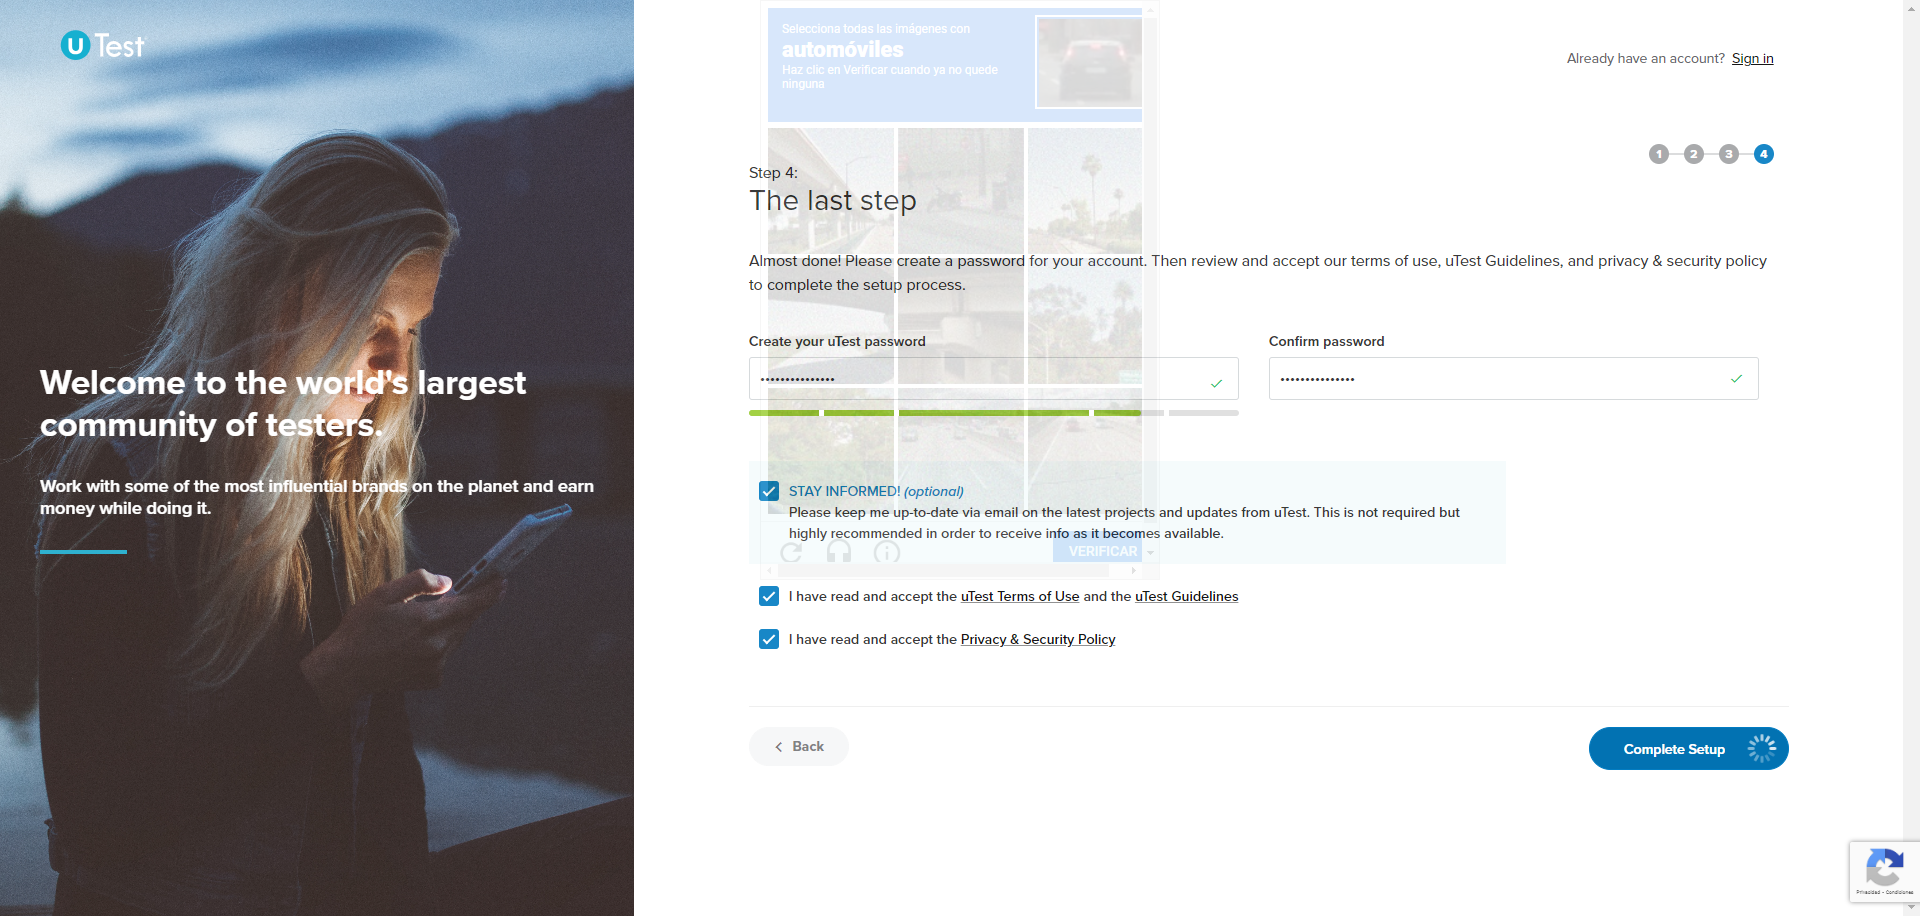 u Test
Already have an account? Sign in
Selecciona todas las imágenes con
automóviles
Haz clic en Verificar cuando ya no quede
ninguna
1 2 3 4
Step 4:
The last step
Almost done! Please create a password for your account. Then review and accept our terms of use, uTest Guidelines, and privacy & security policy
to complete the setup process.
Create your uTest password
Confirm password
Welcome to the world's largest
community of testers.
Work with some of the most influential brands on the planet and earn
money while doing it.
STAY INFORMED! (optional)
Please keep me up-to-date via email on the latest projects and updates from uTest. This is not required but
highly recommended in order to receive info as it becomes available.
VERIFICAR
I have read and accept the uTest Terms of Use and the uTest Guidelines
I have read and accept the Privacy & Security Policy
Back
Complete Setup
Privacidad - Condiciones